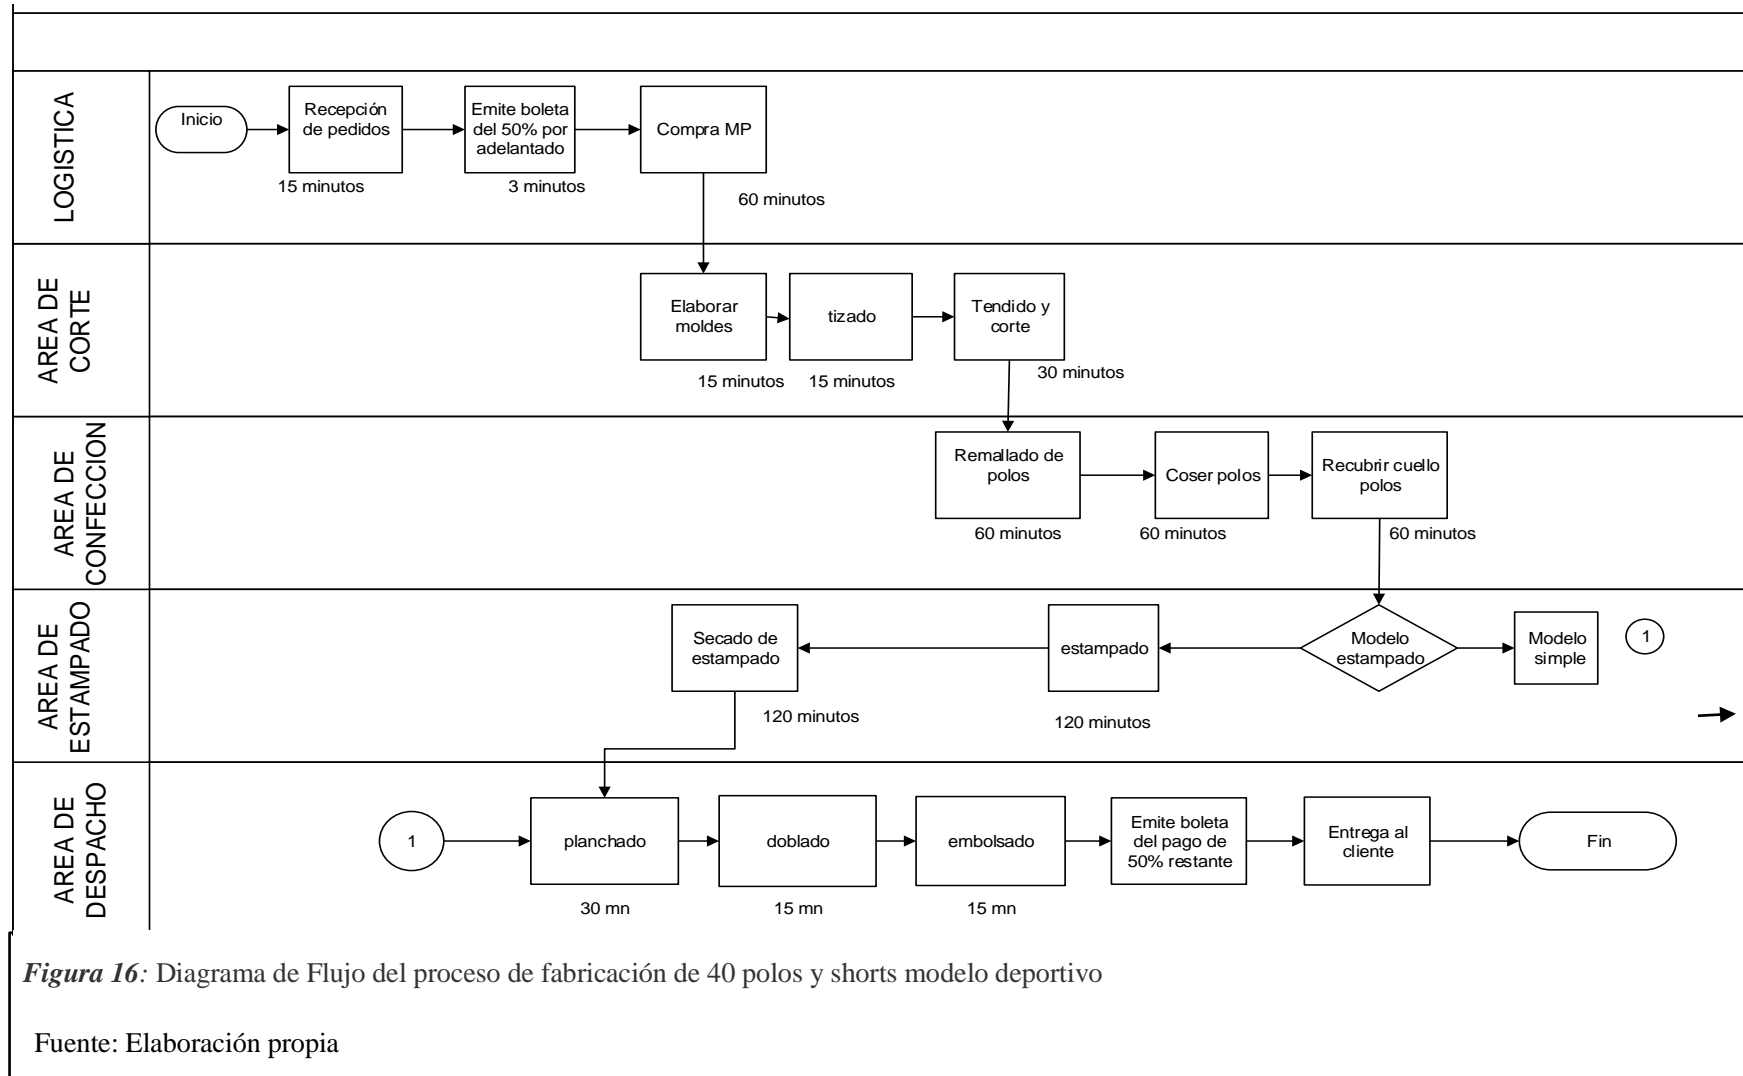 LOGISTICA
Inicio
Recepción
de pedidos
15 minutos
Emite boleta
del 50% por
adelantado
3 minutos
Compra MP
60 minutos
AREA DE
CORTE
Elaborar
moldes
15 minutos
tizado
15 minutos
Tendido y
corte
30 minutos
AREA DE
CONFECCION
Remallado de
polos
60 minutos
Coser polos
60 minutos
Recubrir cuello
polos
60 minutos
AREA DE
ESTAMPADO
Secado de
estampado
120 minutos
estampado
120 minutos
Modelo
estampado
Modelo
simple
1
AREA DE
DESPACHO
1
planchado
30 mn
doblado
15 mn
embolsado
15 mn
Emite boleta
del pago de
50% restante
Entrega al
cliente
Fin
Figura 16: Diagrama de Flujo del proceso de fabricación de 40 polos y shorts modelo deportivo
Fuente: Elaboración propia